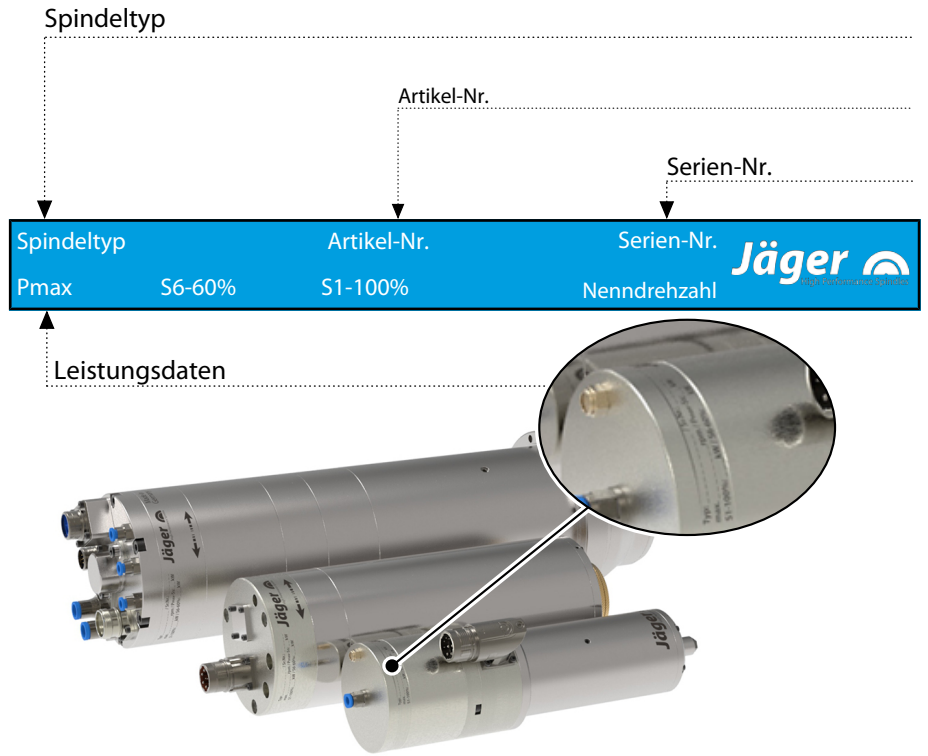 Spindeltyp
Artikel-Nr.
Serien-Nr.
Spindeltyp Artikel-Nr. Serien-Nr.
Jäger
Pmax S6-60% S1-100% Nenndrehzahl
Leistungsdaten
Typ:
max.
S1-100%:
Jäger
Jäger
Jäger